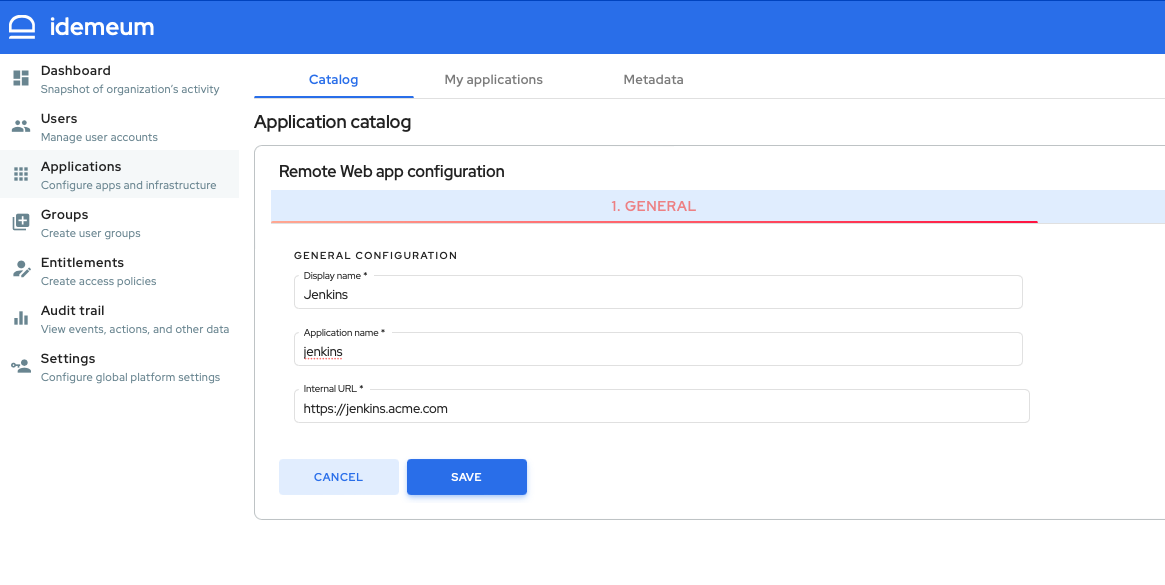 idemeum
Dashboard
Snapshot of organization's activity
Users
Manage user accounts
Applications
Configure apps and infrastructure
Groups
Create user groups
Entitlements
Create access policies
Audit trail
View events, actions, and other data
Settings
Configure global platform settings
Catalog My applications Metadata
Application catalog
Remote Web app configuration
1. GENERAL
GENERAL CONFIGURATION
Display name *
Jenkins
Application name *
jenkins
Internal URL *
https://jenkins.acme.com
CANCEL SAVE